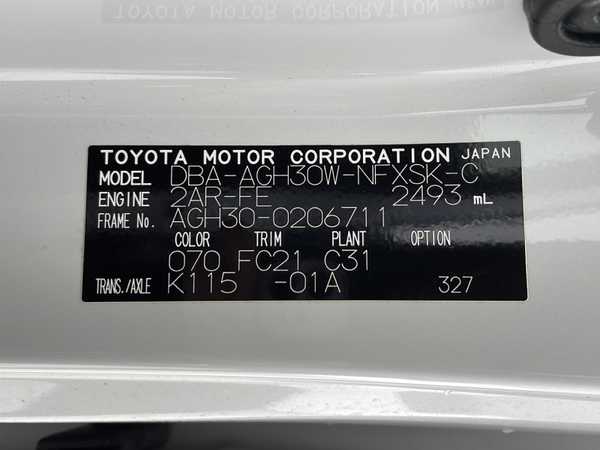 TOYOTA MOTOR CORPORATION JAPAN
MODEL DBA-AGH30W-NFXSK-C
ENGINE 2AR-FE 2493 mL
FRAME No. AGH30-0206711
COLOR TRIM PLANT OPTION
070 FC21 C31
TRANS./AXLE K115 -01A 327